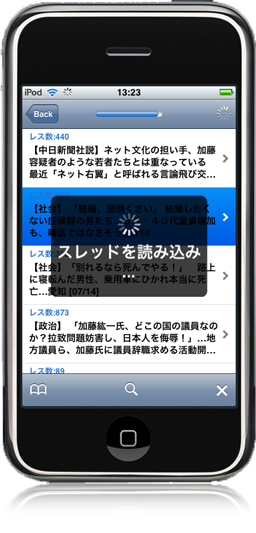 iPod 13:23
Back
レス数:440
【中日新聞社説】ネット文化の担い手、加藤
容疑者のような若者たちとは重なっている
最近「ネット右翼」と呼ばれる言論飛び交…
【社会】「結婚、面倒くさい」 結婚したく
ない症候群の男たち
４０代童貞増加
も、
スレッドを読み込み
...
【社会】「別れるなら死んでやる！」 路上
に寝転んだ男性、乗用車にひかれ本当に死
亡…愛知 [07/14]
レス数:873
【政治】「加藤紘一氏、どこの国の議員なの
か？拉致問題妨害し、日本人を侮辱！」…地
方議員ら、加藤氏に議員辞職求める活動開…
レス数:89